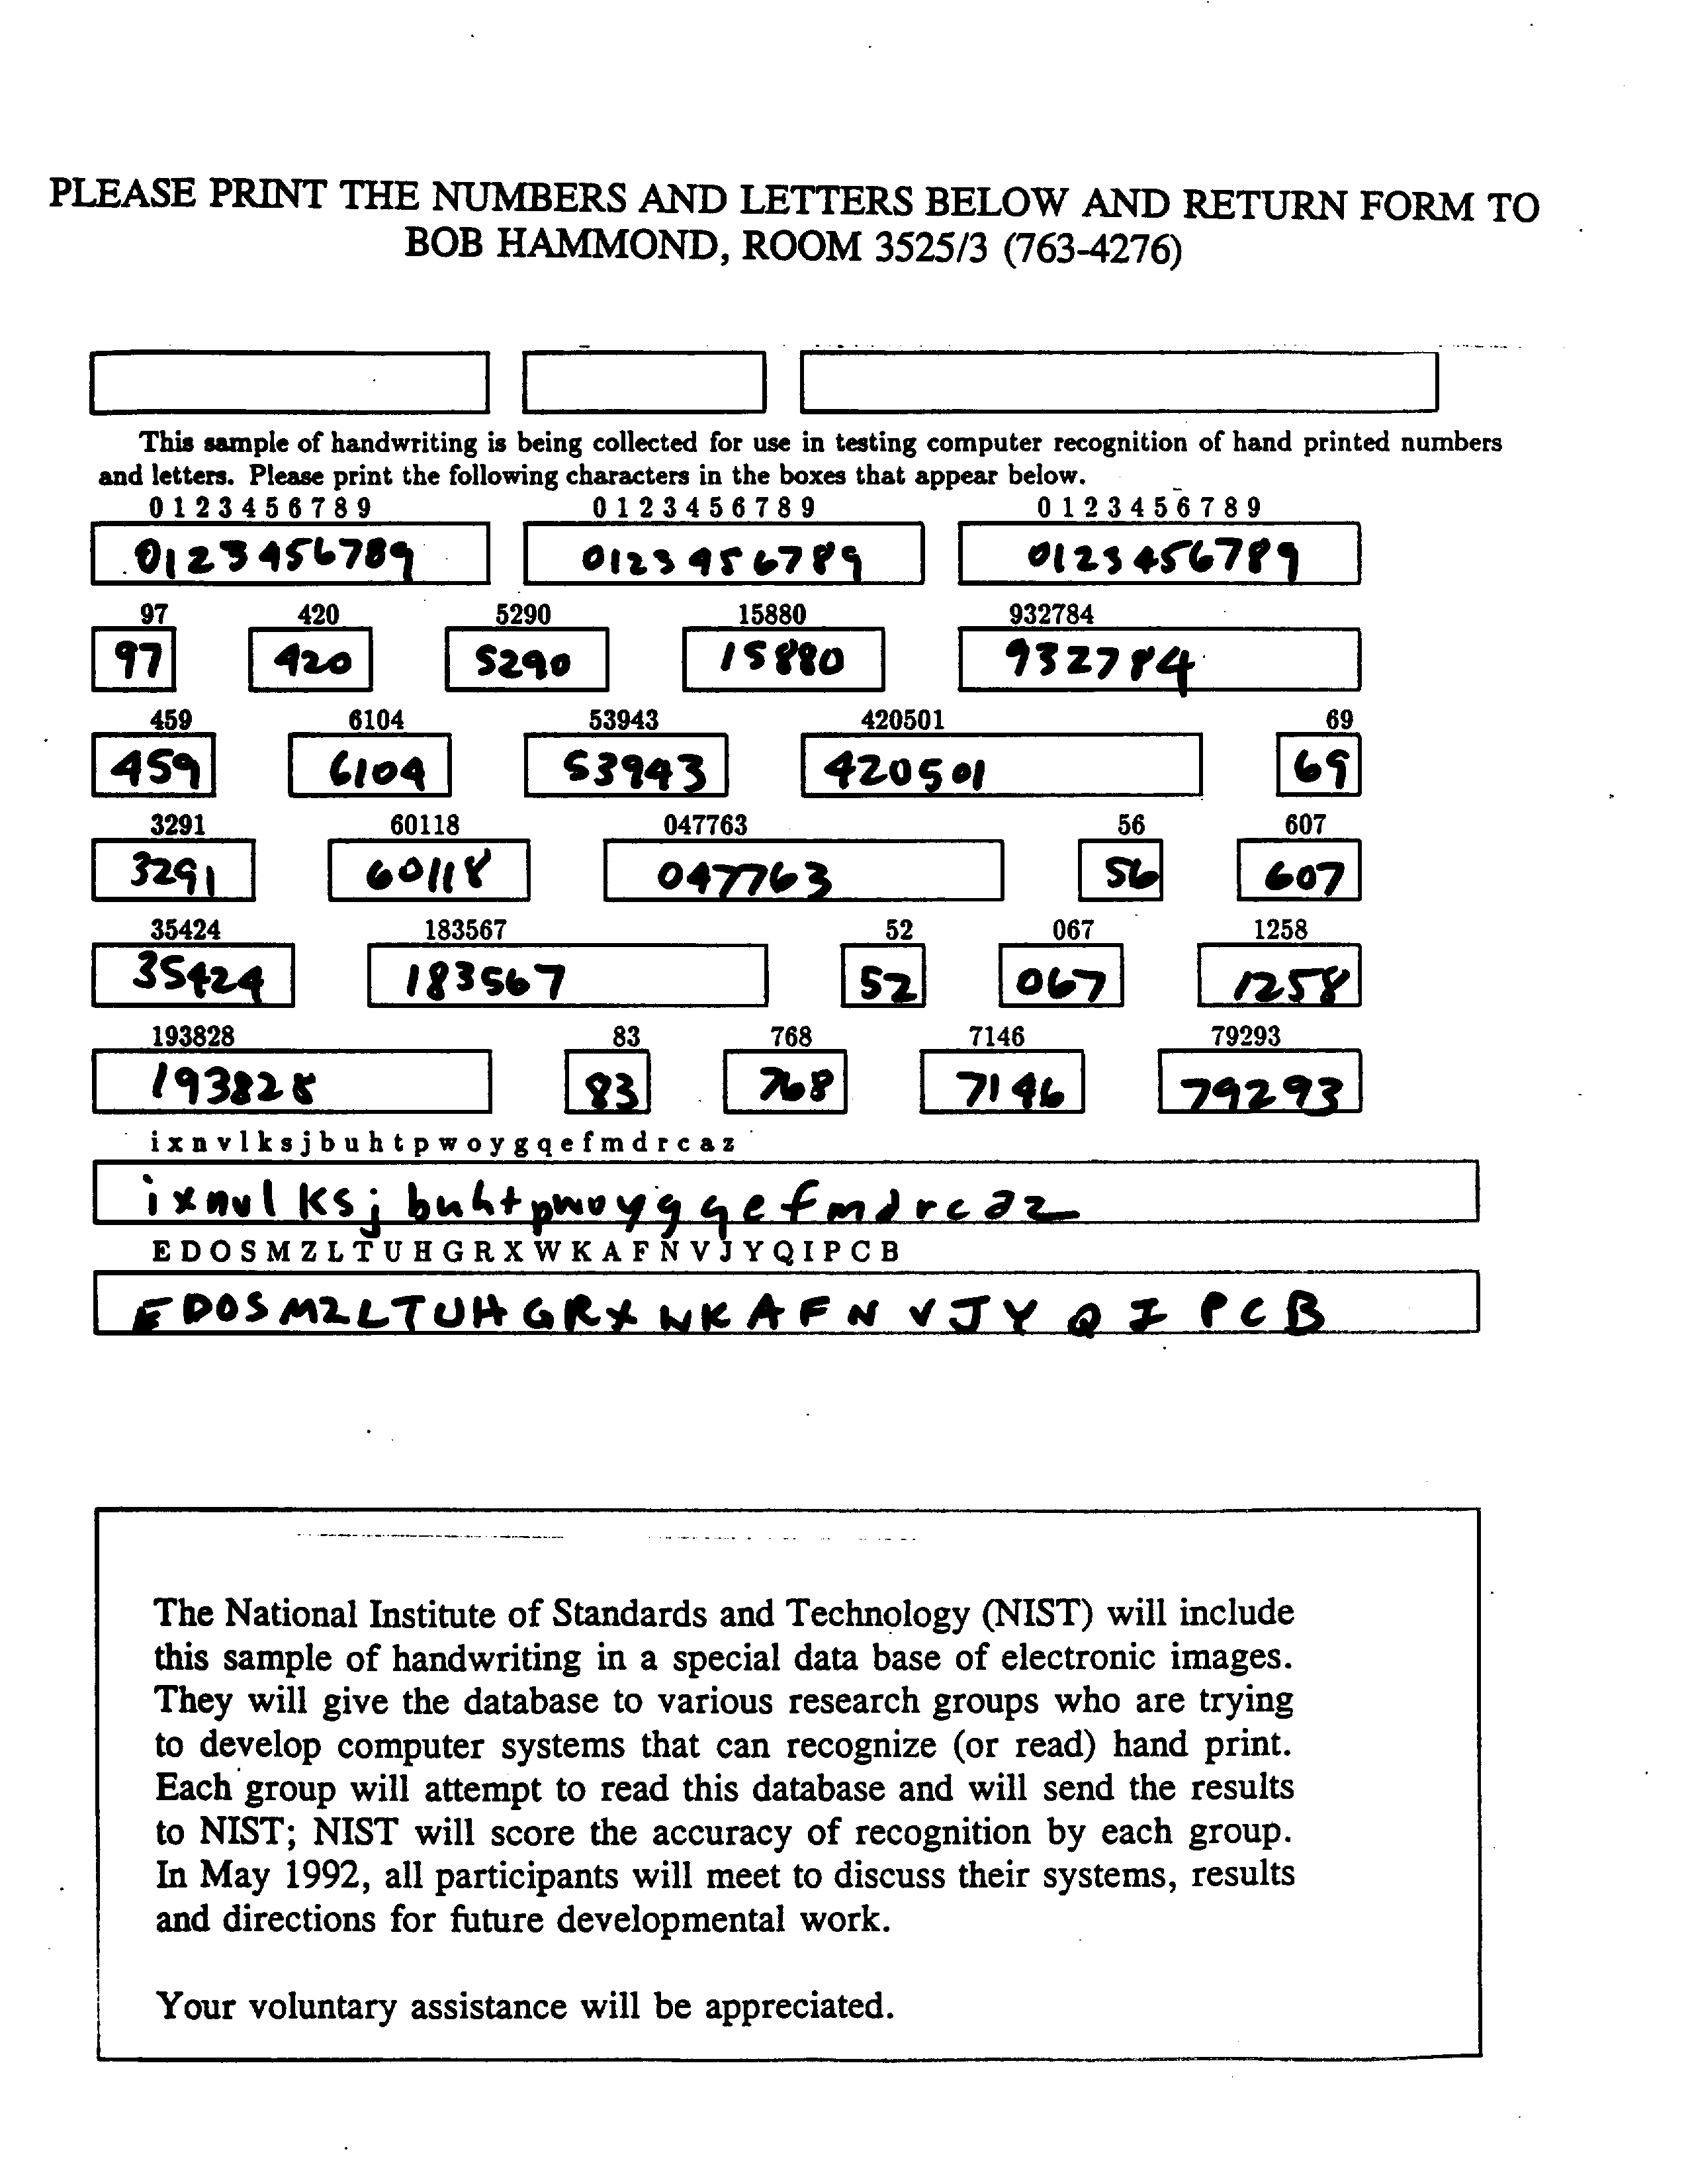 PLEASE PRINT THE NUMBERS AND LETTERS BELOW AND RETURN FORM TO
BOB HAMMOND, ROOM 3525/3 (763-4276)
This sample of handwriting is being collected for use in testing computer recognition of hand printed numbers
and letters. Please print the following characters in the boxes that appear below.
0 1 2 3 4 5 6 7 8 9 0 1 2 3 4 5 6 7 8 9 0 1 2 3 4 5 6 7 8 9
0123456789 0123456789 0123456789
97 420 5290 15880 932784
97 420 5290 15880 932784
459 6104 53943 420501 69
459 6104 53943 420501 69
3291 60118 047763 56 607
3291 60118 047763 56 607
35424 183567 52 067 1258
35424 183567 52 067 1258
193828 83 768 7146 79293
193828 83 768 7146 79293
i x n v l k s j b u h t p w o y g q e f m d r c a z
i x n v l k s j b u h t p w o y g q e f m d r c a z
E D O S M Z L T U H G R X W K A F N V J Y Q I P C B
E D O S M Z L T U H G R X W K A F N V J Y Q I P C B
The National Institute of Standards and Technology (NIST) will include
this sample of handwriting in a special data base of electronic images.
They will give the database to various research groups who are trying
to develop computer systems that can recognize (or read) hand print.
Each group will attempt to read this database and will send the results
to NIST; NIST will score the accuracy of recognition by each group.
In May 1992, all participants will meet to discuss their systems, results
and directions for future developmental work.
Your voluntary assistance will be appreciated.